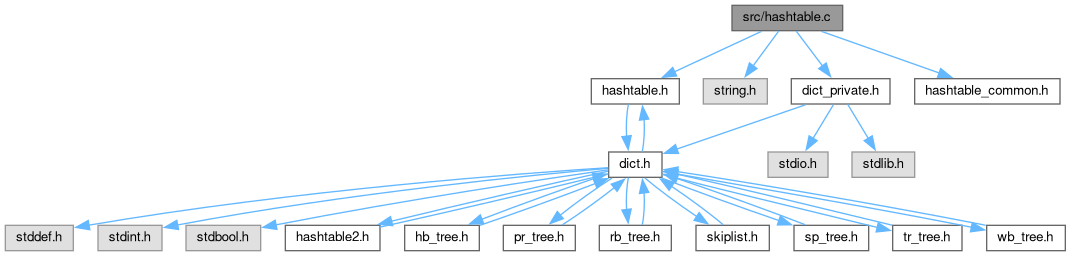 src/hashtable.c
hashtable.h
string.h
dict_private.h
hashtable_common.h
dict.h
stdio.h
stdlib.h
stddef.h
stdint.h
stdbool.h
hashtable2.h
hb_tree.h
pr_tree.h
rb_tree.h
skiplist.h
sp_tree.h
tr_tree.h
wb_tree.h